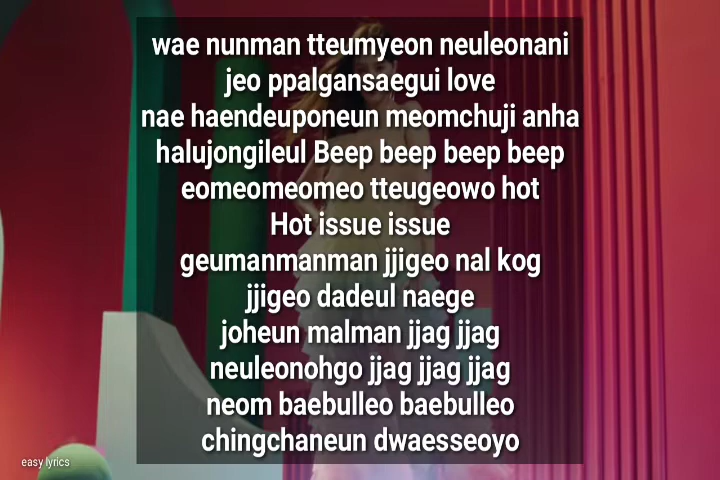 wae nunman tteumyeon neuleonani
jeo ppalgansaegui love
nae haendeuponeun meomchuji anha
halujongileul Beep beep beep beep
eomeomeomeo tteugeowo hot
Hot issue issue
geumanmanman jjigeo nal kog
jjigeo dadeul naege
joheun malman jjag jjag
neuleonohgo jjag jjag jjag
neom baebulleo baebulleo
chingchaneun dwaesseoyo
easy lyrics